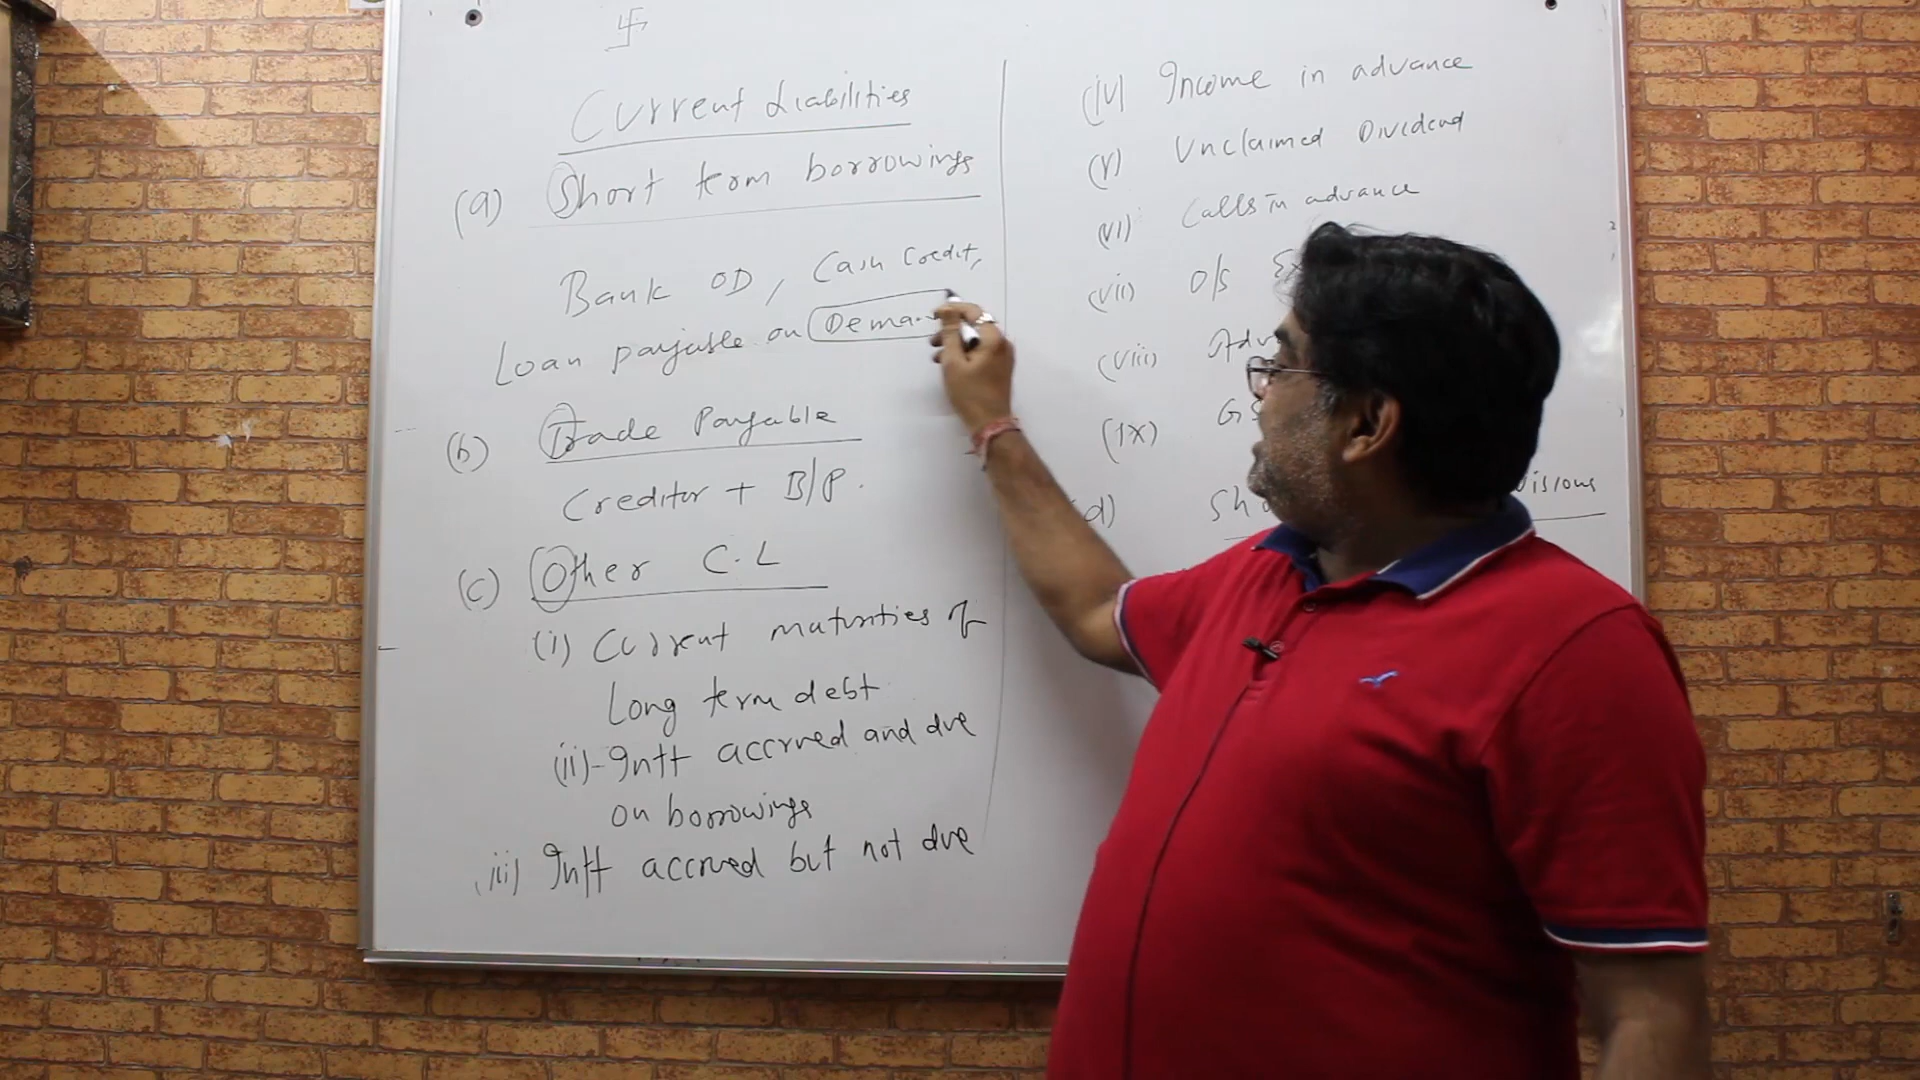 Current Liabilities
(a) Short term borrowings
Bank OD, Cash Credit,
Loan payable on
(b) Trade Payable
Creditor + B/P.
(c) Other C.L
(i) Current maturities of
Long term debt
(ii) Intt accrued and due
on borrowings
(iii) Intt accrued but not due
(iv) Income in advance
(v) Unclaimed Dividend
(vi) Calls in advance
(vii) O/S
(viii)
(ix)
(d)